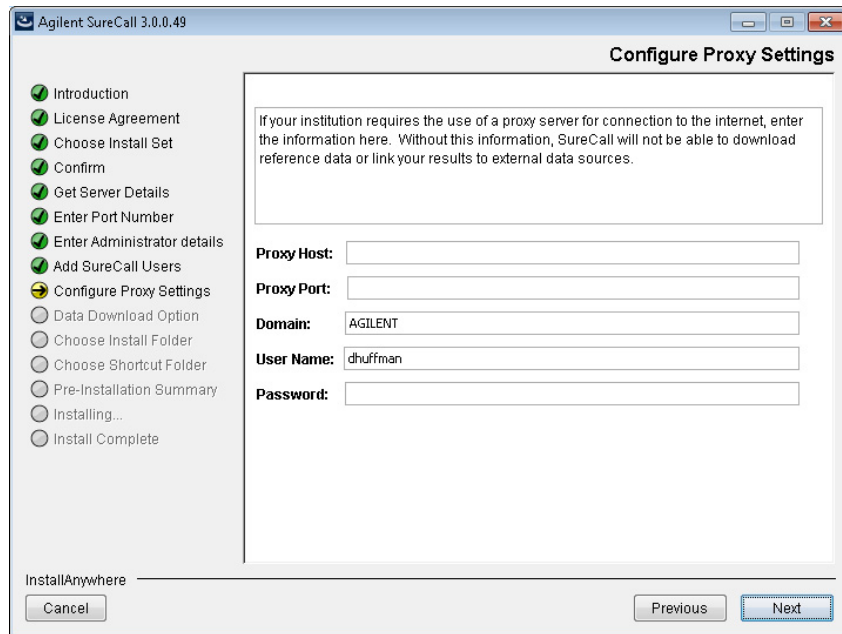 Agilent SureCall 3.0.0.49
Configure Proxy Settings
Introduction
License Agreement
Choose Install Set
Confirm
Get Server Details
Enter Port Number
Enter Administrator details
Add SureCall Users
Configure Proxy Settings
Data Download Option
Choose Install Folder
Choose Shortcut Folder
Pre-Installation Summary
Installing...
Install Complete
If your institution requires the use of a proxy server for connection to the internet, enter
the information here. Without this information, SureCall will not be able to download
reference data or link your results to external data sources.
Proxy Host:
Proxy Port:
Domain: AGILENT
User Name: dhuffman
Password:
InstallAnywhere
Cancel Previous Next